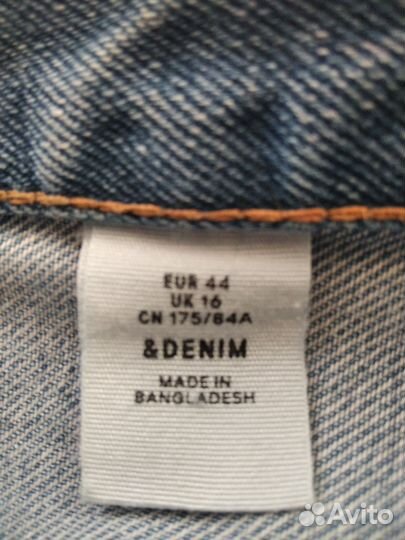 EUR 44
UK 16
CN 175/84A
&DENIM
MADE IN
BANGLADESH
Avito